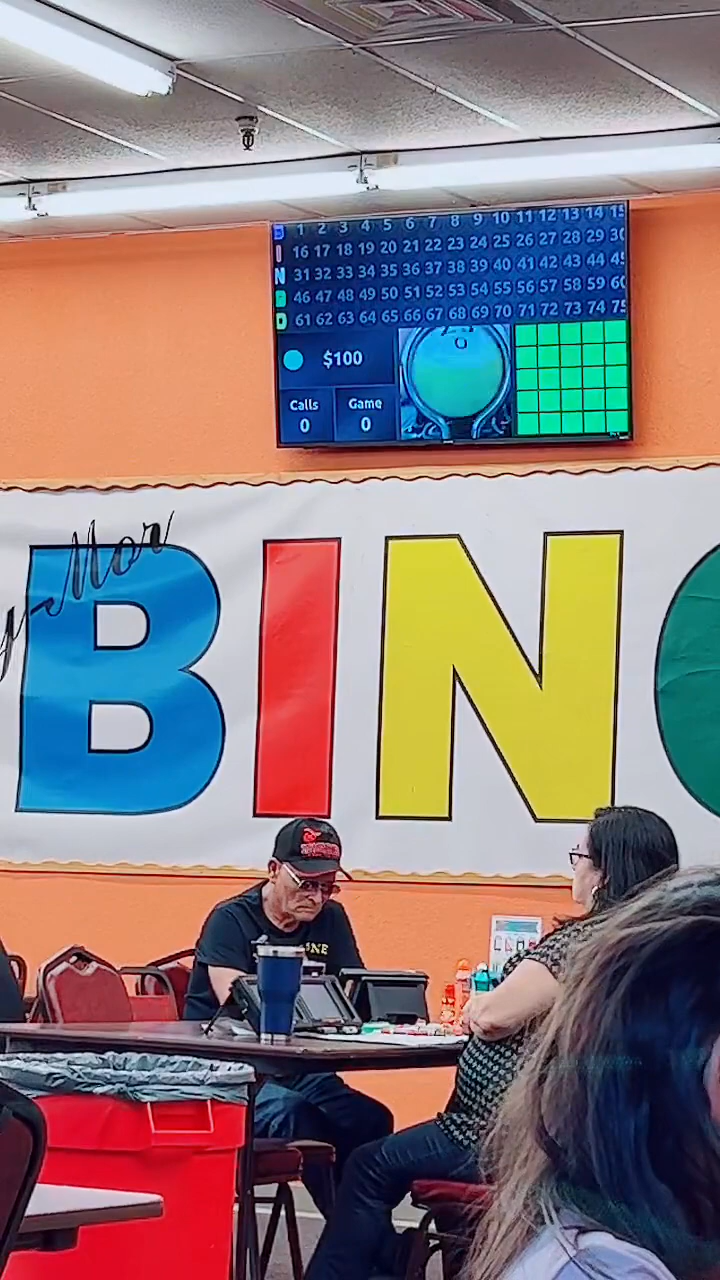 B 1 2 3 4 5 6 7 8 9 10 11 12 13 14 15
I 16 17 18 19 20 21 22 23 24 25 26 27 28 29 30
N 31 32 33 34 35 36 37 38 39 40 41 42 43 44 45
G 46 47 48 49 50 51 52 53 54 55 56 57 58 59 60
O 61 62 63 64 65 66 67 68 69 70 71 72 73 74 75
$100
Calls Game
0 0
y-Mor
BINO